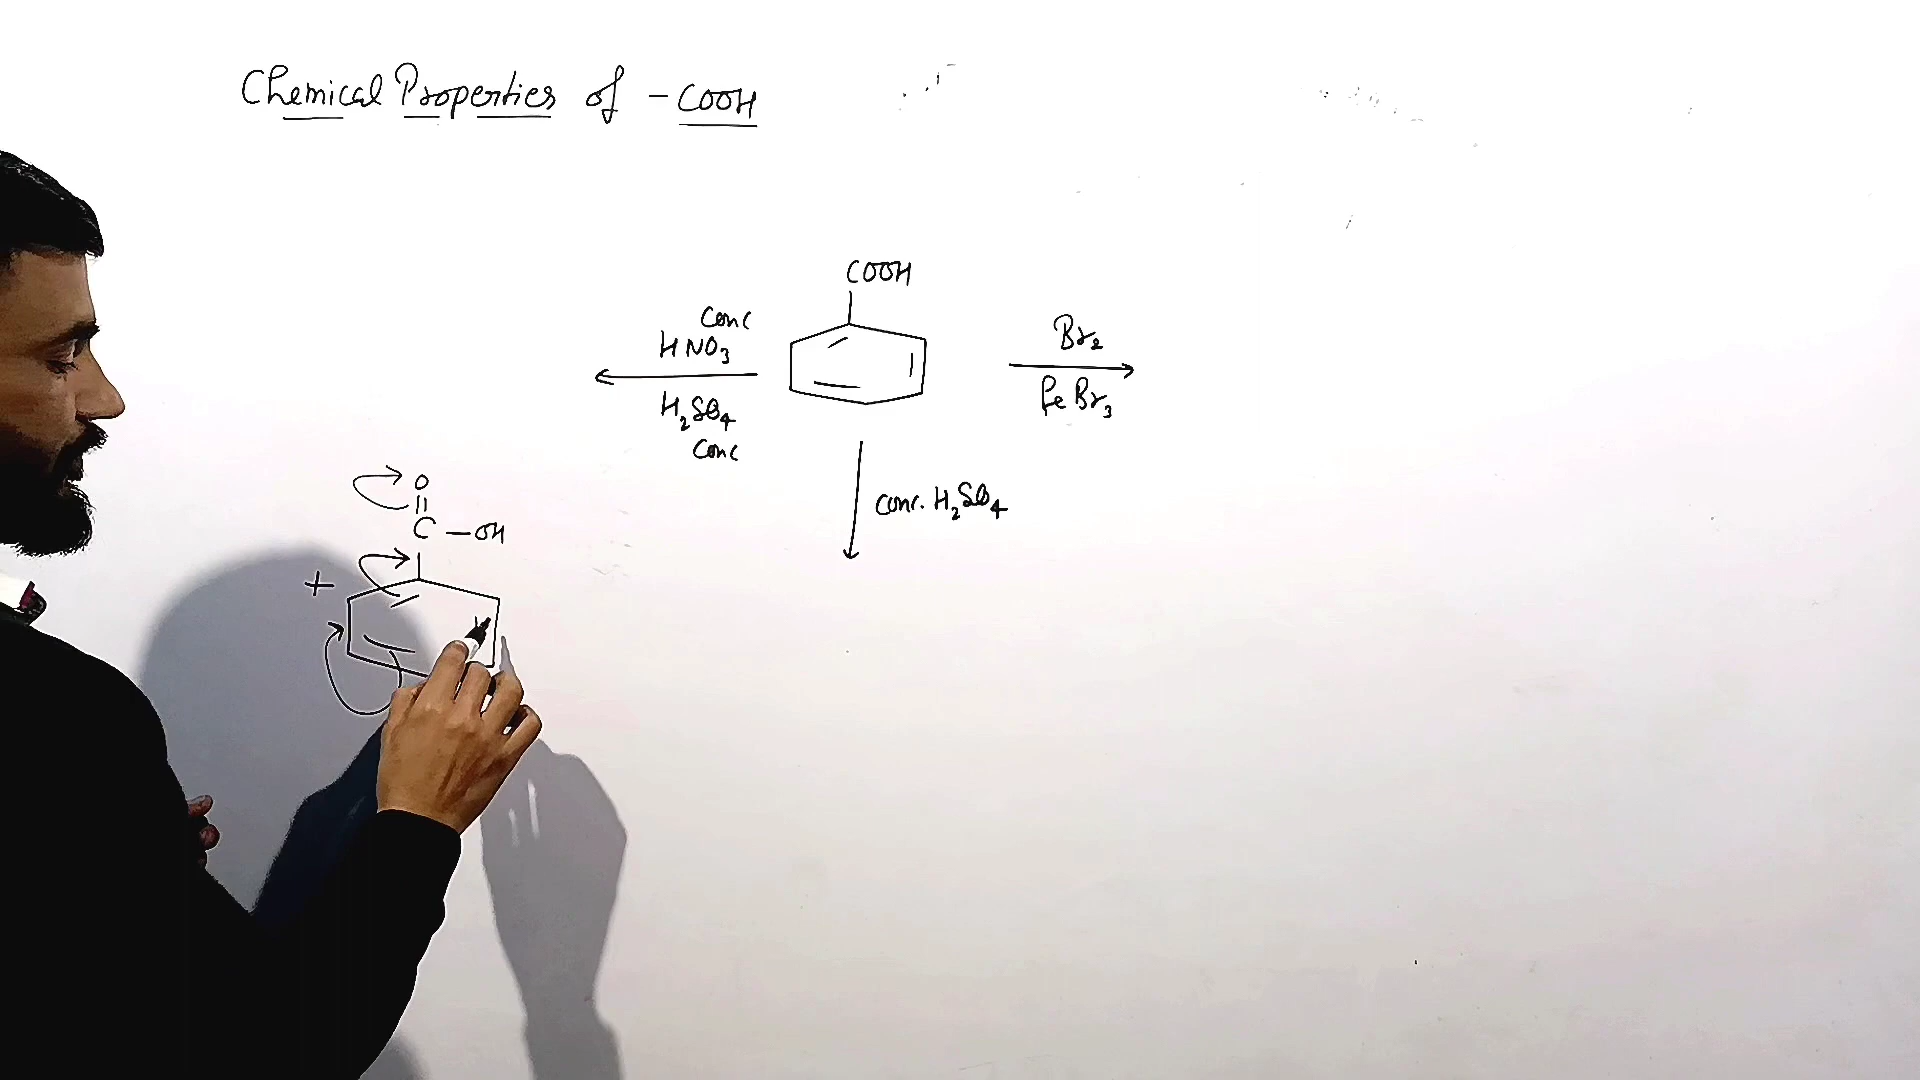 Chemical Properties of - COOH
COOH
Conc
HNO3
H2SO4
Conc
Br2
FeBr3
conc. H2SO4
O
C - OH
+